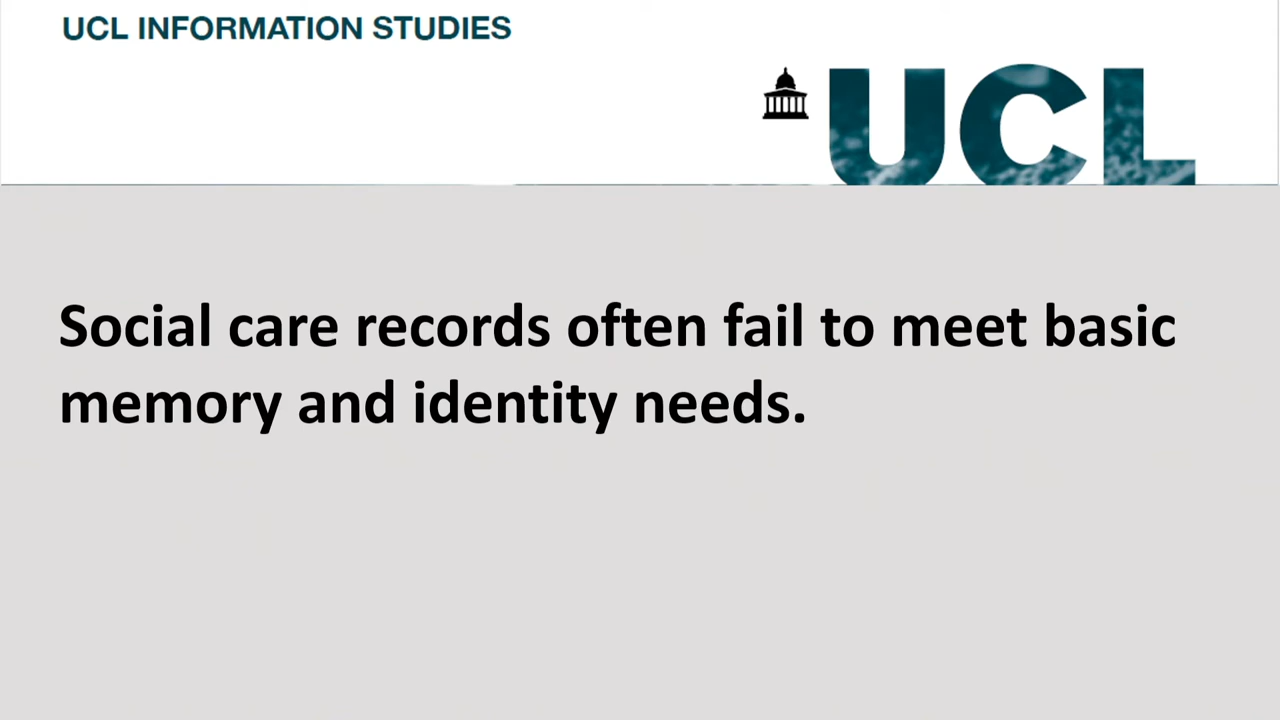 UCL INFORMATION STUDIES
UCL
Social care records often fail to meet basic
memory and identity needs.